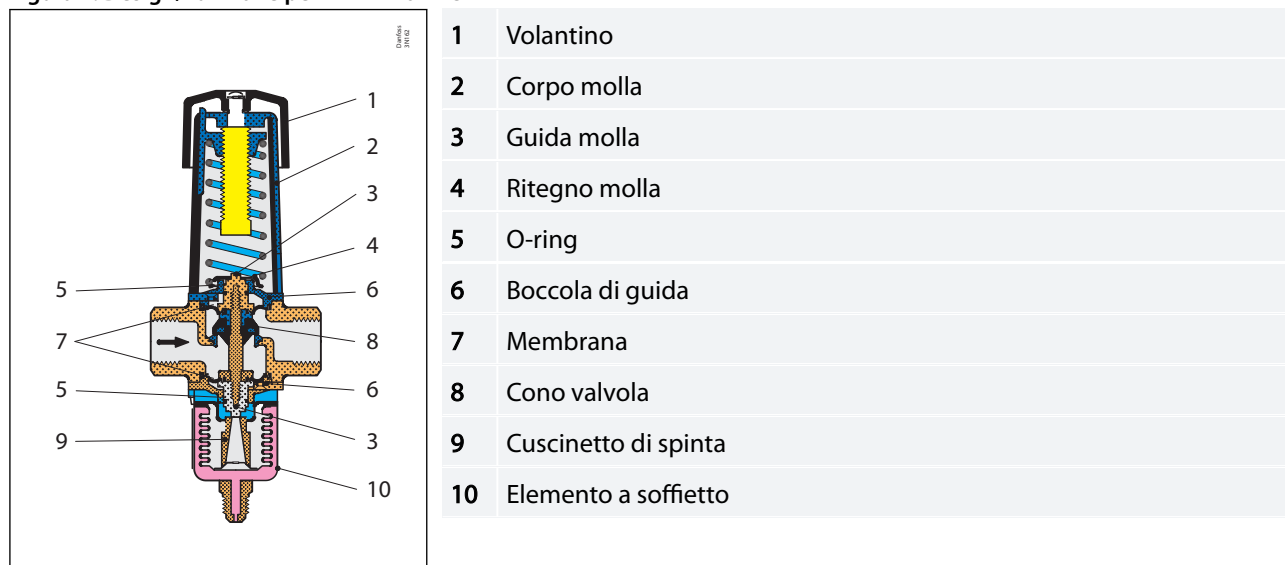 Danfoss
3N162
1
2
3
4
5
6
7
8
5
6
9
3
10
1 Volantino
2 Corpo molla
3 Guida molla
4 Ritegno molla
5 O-ring
6 Boccola di guida
7 Membrana
8 Cono valvola
9 Cuscinetto di spinta
10 Elemento a soffietto